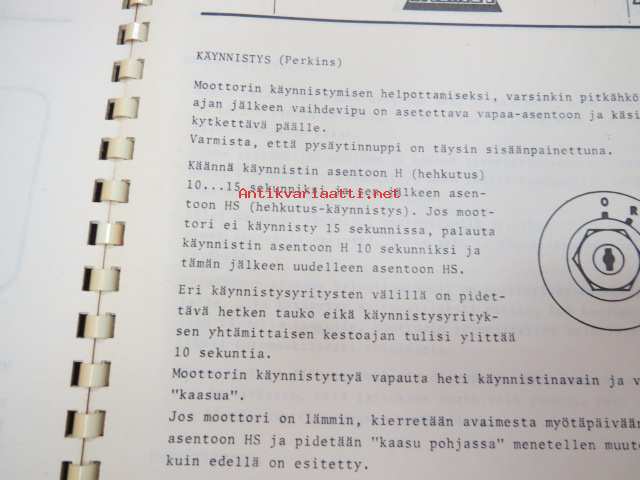 KÄYNNISTYS (Perkins)
Moottorin käynnistymisen helpottamiseksi, varsinkin pitkähkö
ajan jälkeen vaihdevipu on asetettava vapaa-asentoon ja käsi
kytkettävä päälle.
Varmista, että pysäytinnuppi on täysin sisäänpainettuna.
Käännä käynnistin asentoon H (hehkutus)
10...15 sekunniksi ja sen jälkeen asen-
Antikvariaatti.net
toon HS (hehkutus-käynnistys). Jos moot-
tori ei käynnisty 15 sekunnissa, palauta
käynnistin asentoon H 10 sekunniksi ja
tämän jälkeen uudelleen asentoon HS.
O R
Eri käynnistysyritysten välillä on pidet-
tävä hetken tauko eikä käynnistysyrityk-
sen yhtämittaisen kestoajan tulisi ylittää
10 sekuntia.
Moottorin käynnistyttyä vapauta heti käynnistinavain ja v
"kaasua".
Jos moottori on lämmin, kierretään avaimesta myötäpäivään
asentoon HS ja pidetään "kaasu pohjassa" menetellen muuto
kuin edellä on esitetty.